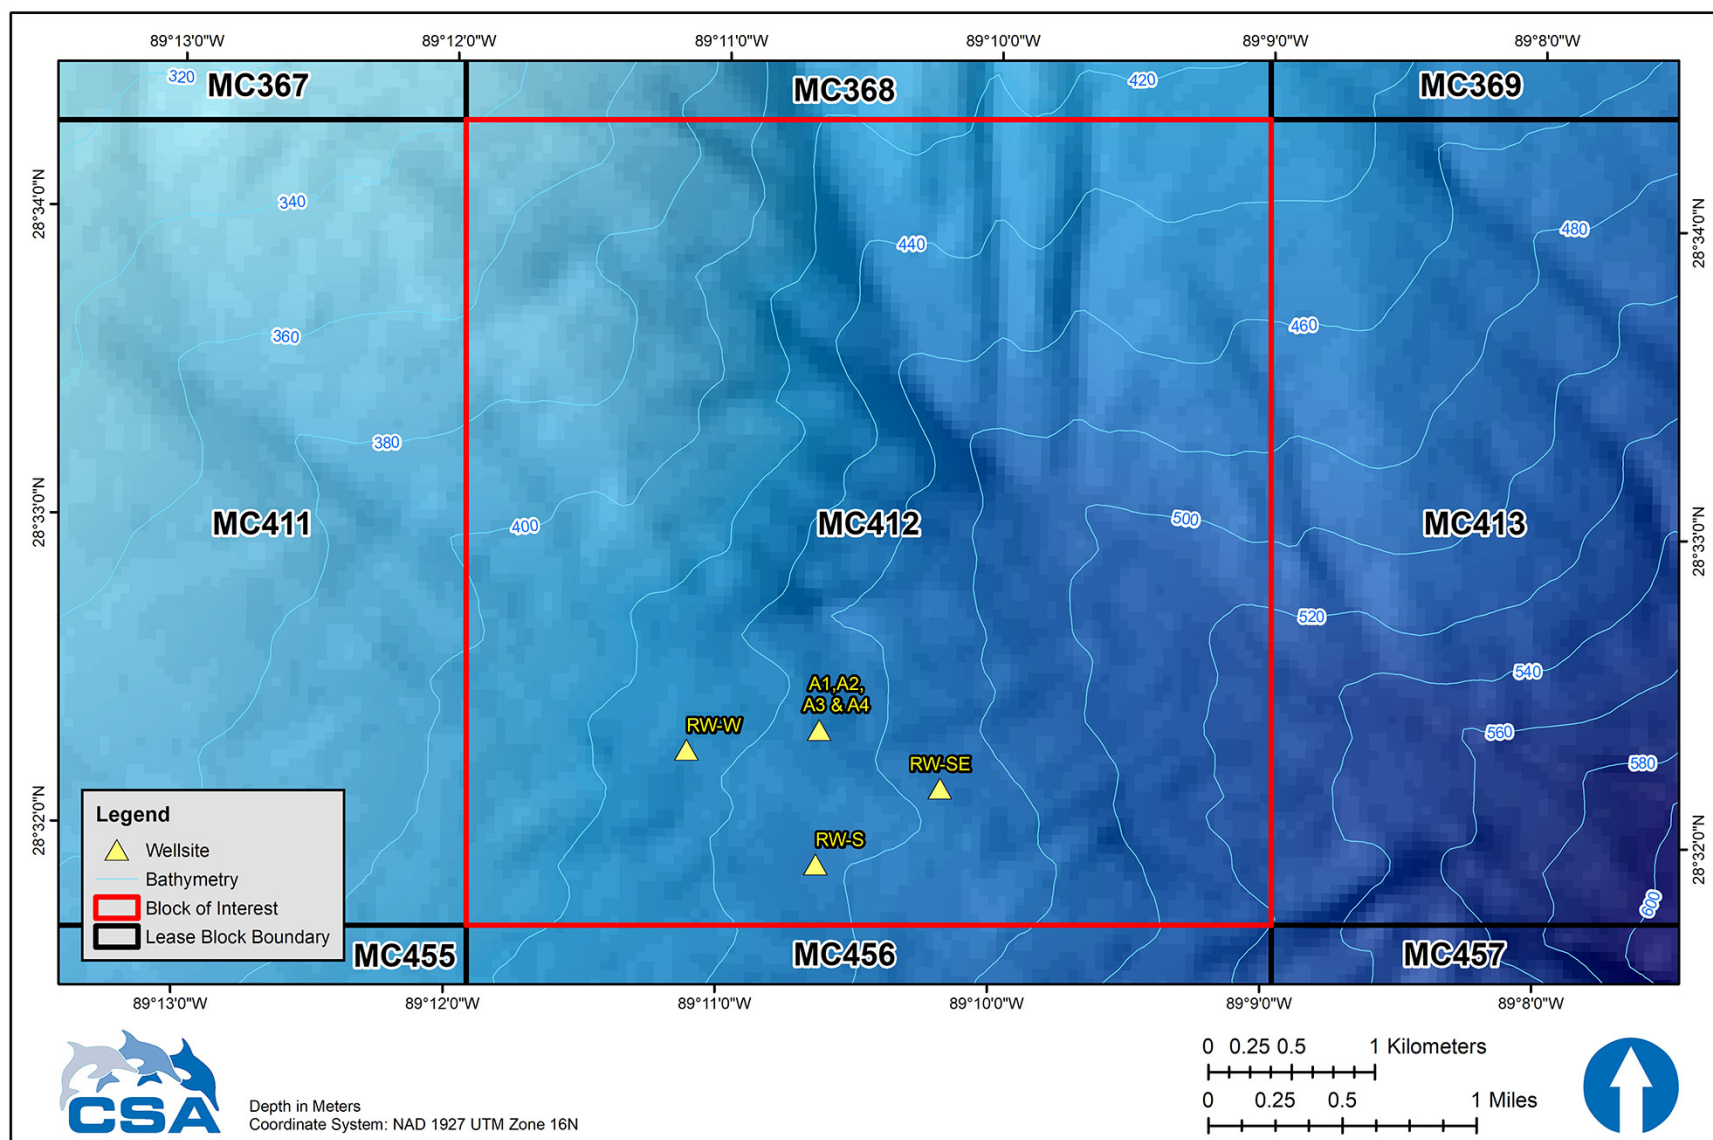 89°13'0"W 89°12'0"W 89°11'0"W 89°10'0"W 89°9'0"W 89°8'0"W
320 MC367 MC368 420 MC369
28°34'0"N 340 440 480 28°34'0"N
360 460
380
MC411 400 MC412 500 MC413
28°33'0"N 28°33'0"N
520
540
A1,A2,
A3 & A4
RW-W 560
RW-SE 580
28°32'0"N RW-S 28°32'0"N
600
Legend
Wellsite
Bathymetry
Block of Interest
Lease Block Boundary
MC455 MC456 MC457
89°13'0"W 89°12'0"W 89°11'0"W 89°10'0"W 89°9'0"W 89°8'0"W
CSA
Depth in Meters
Coordinate System: NAD 1927 UTM Zone 16N
0 0.25 0.5 1 Kilometers
0 0.25 0.5 1 Miles